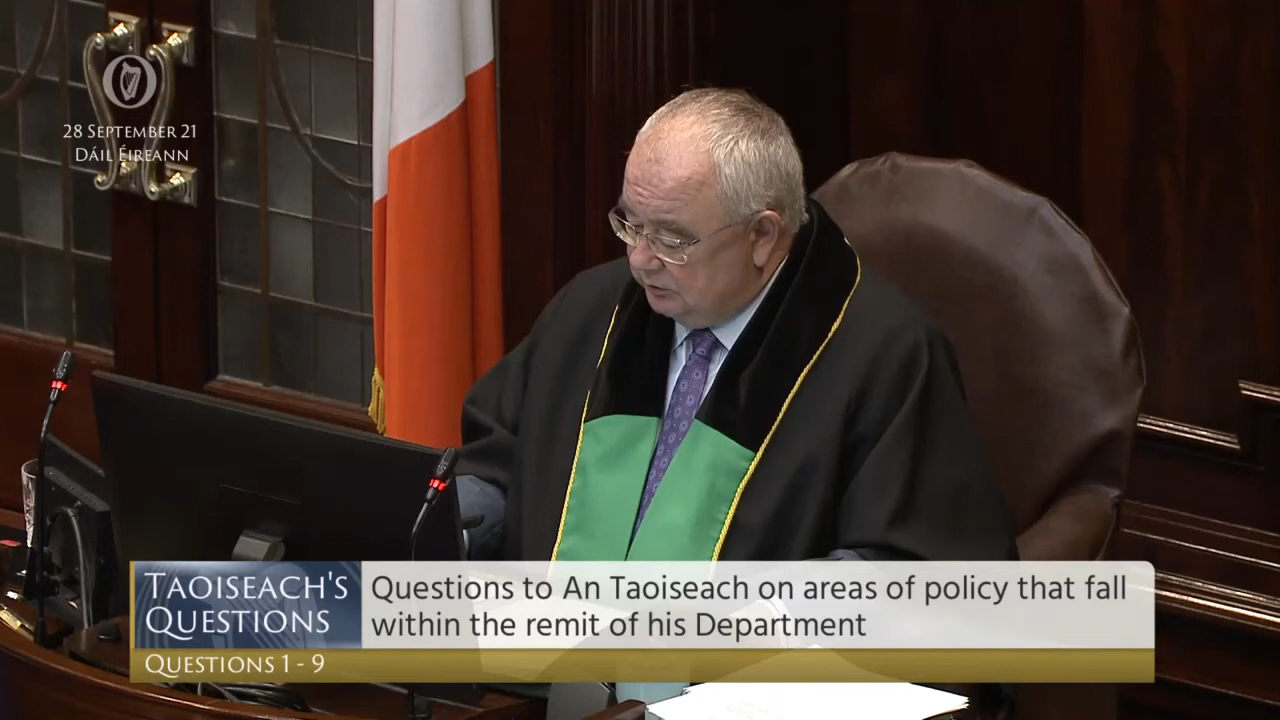 28 September 21
Dáil Éireann
Taoiseach's
Questions
Questions to An Taoiseach on areas of policy that fall
within the remit of his Department
Questions 1 - 9